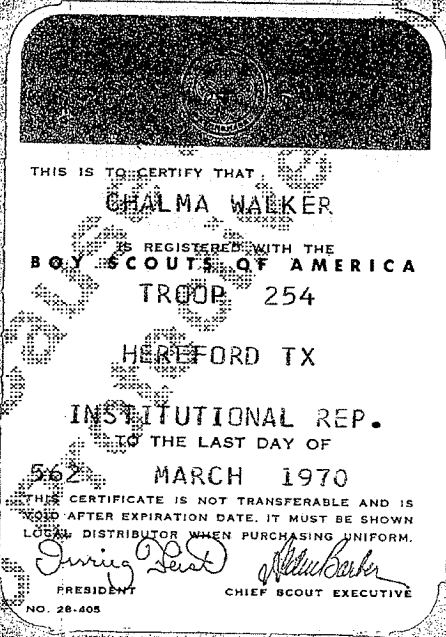 THIS IS TO CERTIFY THAT
CHALMA WALKER
IS REGISTERED WITH THE
BOY SCOUTS OF AMERICA
TROOP 254
HEREFORD TX
INSTITUTIONAL REP.
TO THE LAST DAY OF
562 MARCH 1970
THIS CERTIFICATE IS NOT TRANSFERABLE AND IS
VOID AFTER EXPIRATION DATE. IT MUST BE SHOWN
LOCAL DISTRIBUTOR WHEN PURCHASING UNIFORM.
Irving Feist
PRESIDENT CHIEF SCOUT EXECUTIVE
NO. 28-405